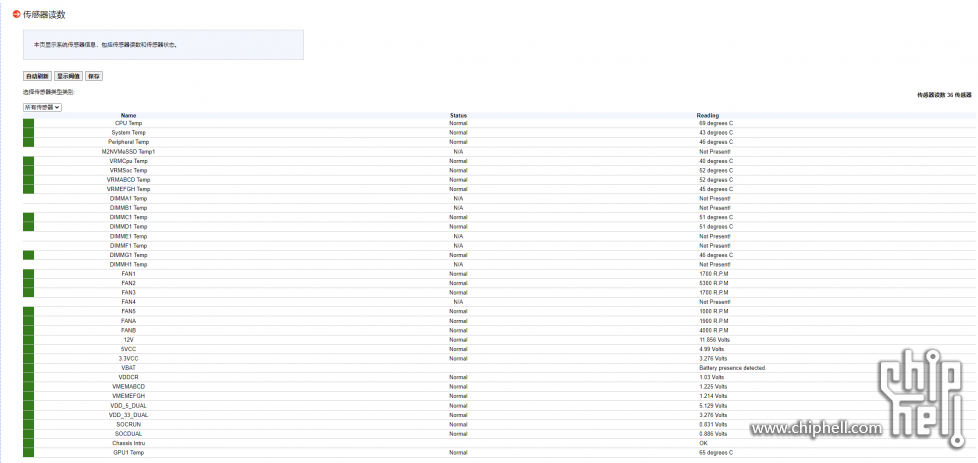 传感器读数
本页显示系统传感器信息，包括传感器读数和传感器状态。
自动刷新 显示阈值 保存
选择传感器类型类别:
传感器读数 36 传感器
所有传感器
Name Status Reading
CPU Temp Normal 69 degrees C
System Temp Normal 43 degrees C
Peripheral Temp Normal 46 degrees C
M2NVMeSSD Temp1 N/A Not Present!
VRMCpu Temp Normal 40 degrees C
VRMSoc Temp Normal 52 degrees C
VRMABCD Temp Normal 52 degrees C
VRMEFGH Temp Normal 45 degrees C
DIMMA1 Temp N/A Not Present!
DIMMB1 Temp N/A Not Present!
DIMMC1 Temp Normal 51 degrees C
DIMMD1 Temp Normal 51 degrees C
DIMME1 Temp N/A Not Present!
DIMMF1 Temp N/A Not Present!
DIMMG1 Temp Normal 46 degrees C
DIMMH1 Temp N/A Not Present!
FAN1 Normal 1700 R.P.M
FAN2 Normal 5300 R.P.M
FAN3 Normal 1700 R.P.M
FAN4 N/A Not Present!
FAN5 Normal 1000 R.P.M
FANA Normal 1900 R.P.M
FANB Normal 4000 R.P.M
12V Normal 11.856 Volts
5VCC Normal 4.99 Volts
3.3VCC Normal 3.276 Volts
VBAT Battery presence detected.
VDDCR Normal 1.03 Volts
VMEMABCD Normal 1.225 Volts
VMEMEFGH Normal 1.214 Volts
VDD_5_DUAL Normal 5.129 Volts
VDD_33_DUAL Normal 3.276 Volts
SOCRUN Normal 0.831 Volts
SOCDUAL Normal 0.886 Volts
Chassis Intru OK
GPU1 Temp Normal 65 degrees C
chip
hell
www.chiphell.com